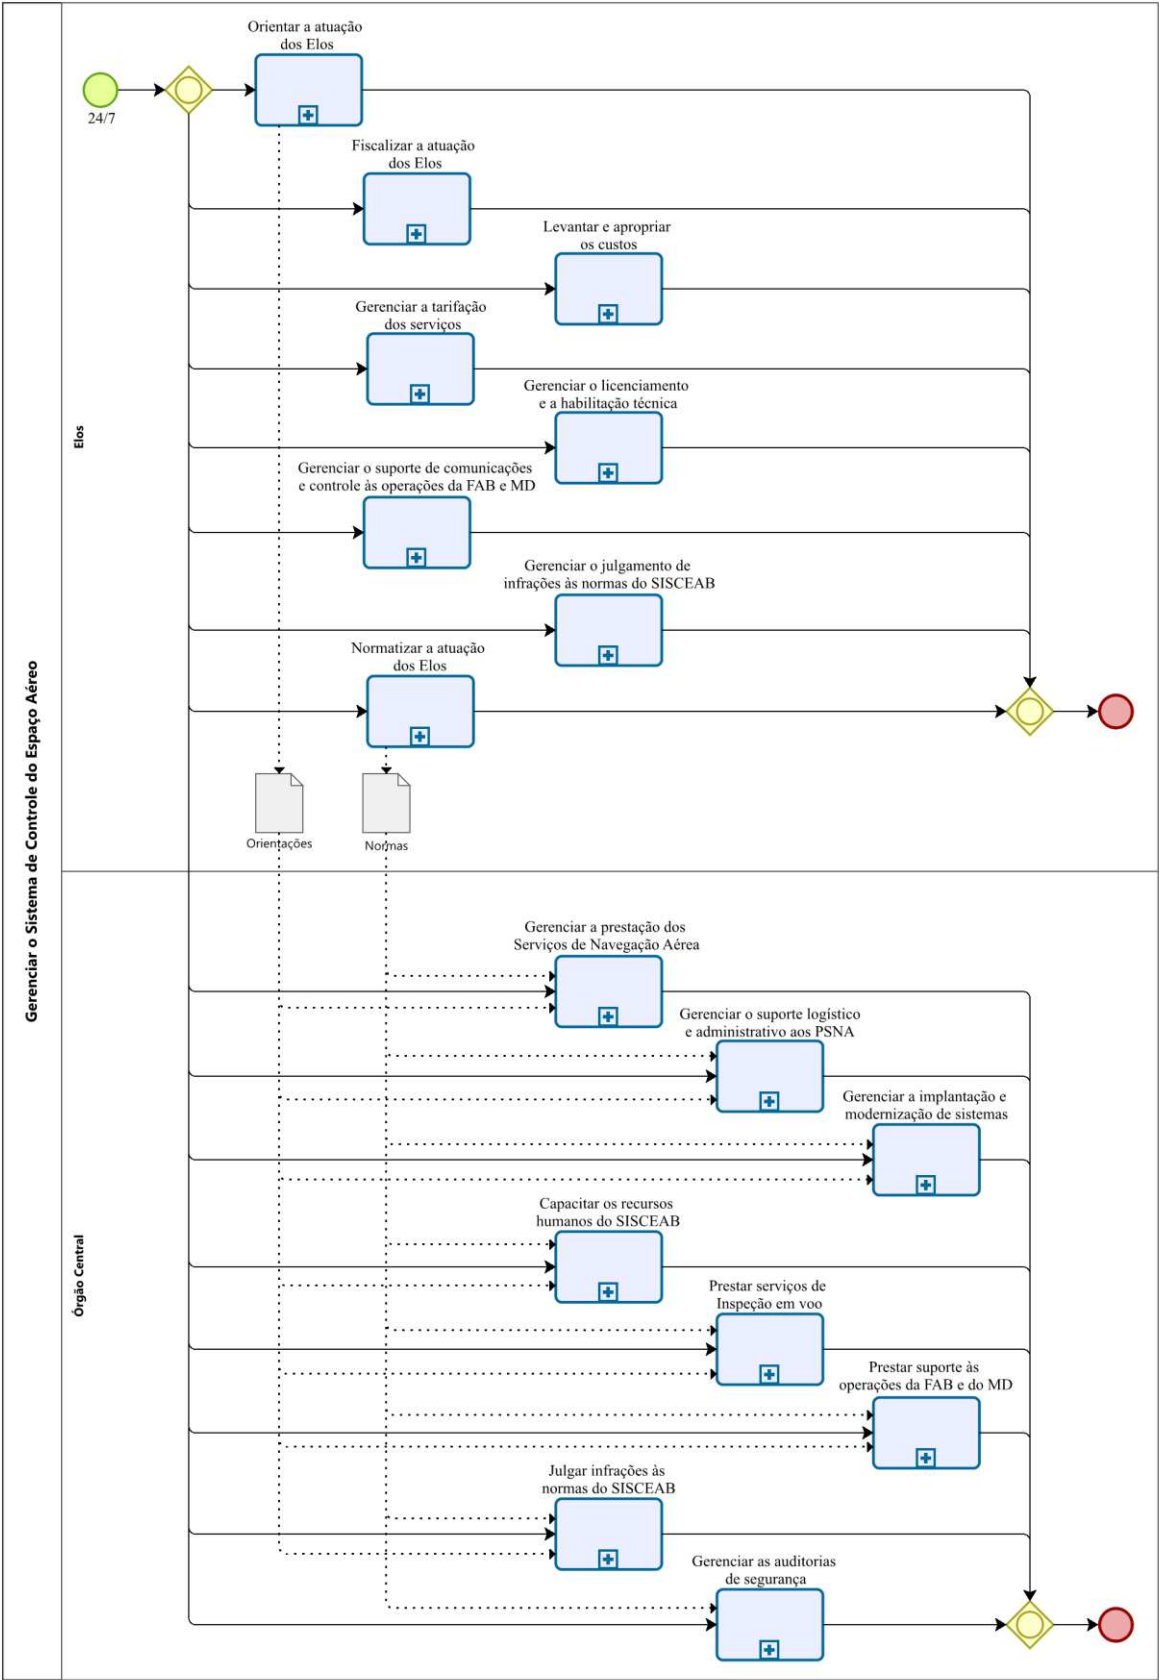 Gerenciar o Sistema de Controle do Espaço Aéreo
Elos
24/7
Orientar a atuação
dos Elos
Fiscalizar a atuação
dos Elos
Levantar e apropriar
os custos
Gerenciar a tarifação
dos serviços
Gerenciar o licenciamento
e a habilitação técnica
Gerenciar o suporte de comunicações
e controle às operações da FAB e MD
Gerenciar o julgamento de
infrações às normas do SISCEAB
Normatizar a atuação
dos Elos
Orientações
Normas
Órgão Central
Gerenciar a prestação dos
Serviços de Navegação Aérea
Gerenciar o suporte logístico
e administrativo aos PSNA
Gerenciar a implantação e
modernização de sistemas
Capacitar os recursos
humanos do SISCEAB
Prestar serviços de
Inspeção em voo
Prestar suporte às
operações da FAB e do MD
Julgar infrações às
normas do SISCEAB
Gerenciar as auditorias
de segurança